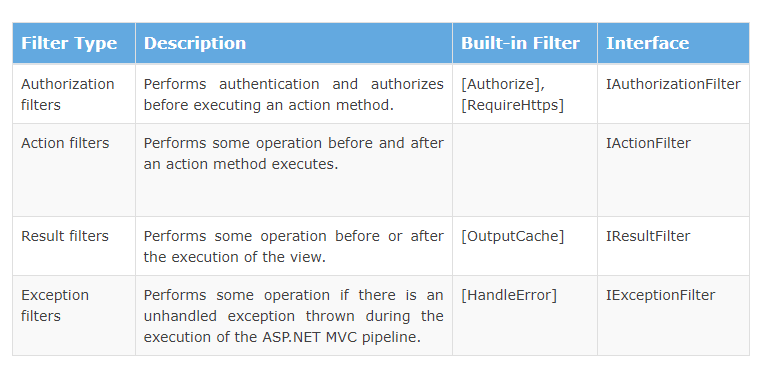 Filter Type Description Built-in Filter Interface
Authorization Performs authentication and authorizes [Authorize], IAuthorizationFilter
filters before executing an action method. [RequireHttps]
Action filters Performs some operation before and after IActionFilter
an action method executes.
Result filters Performs some operation before or after [OutputCache] IResultFilter
the execution of the view.
Exception Performs some operation if there is an [HandleError] IExceptionFilter
filters unhandled exception thrown during the
execution of the ASP.NET MVC pipeline.